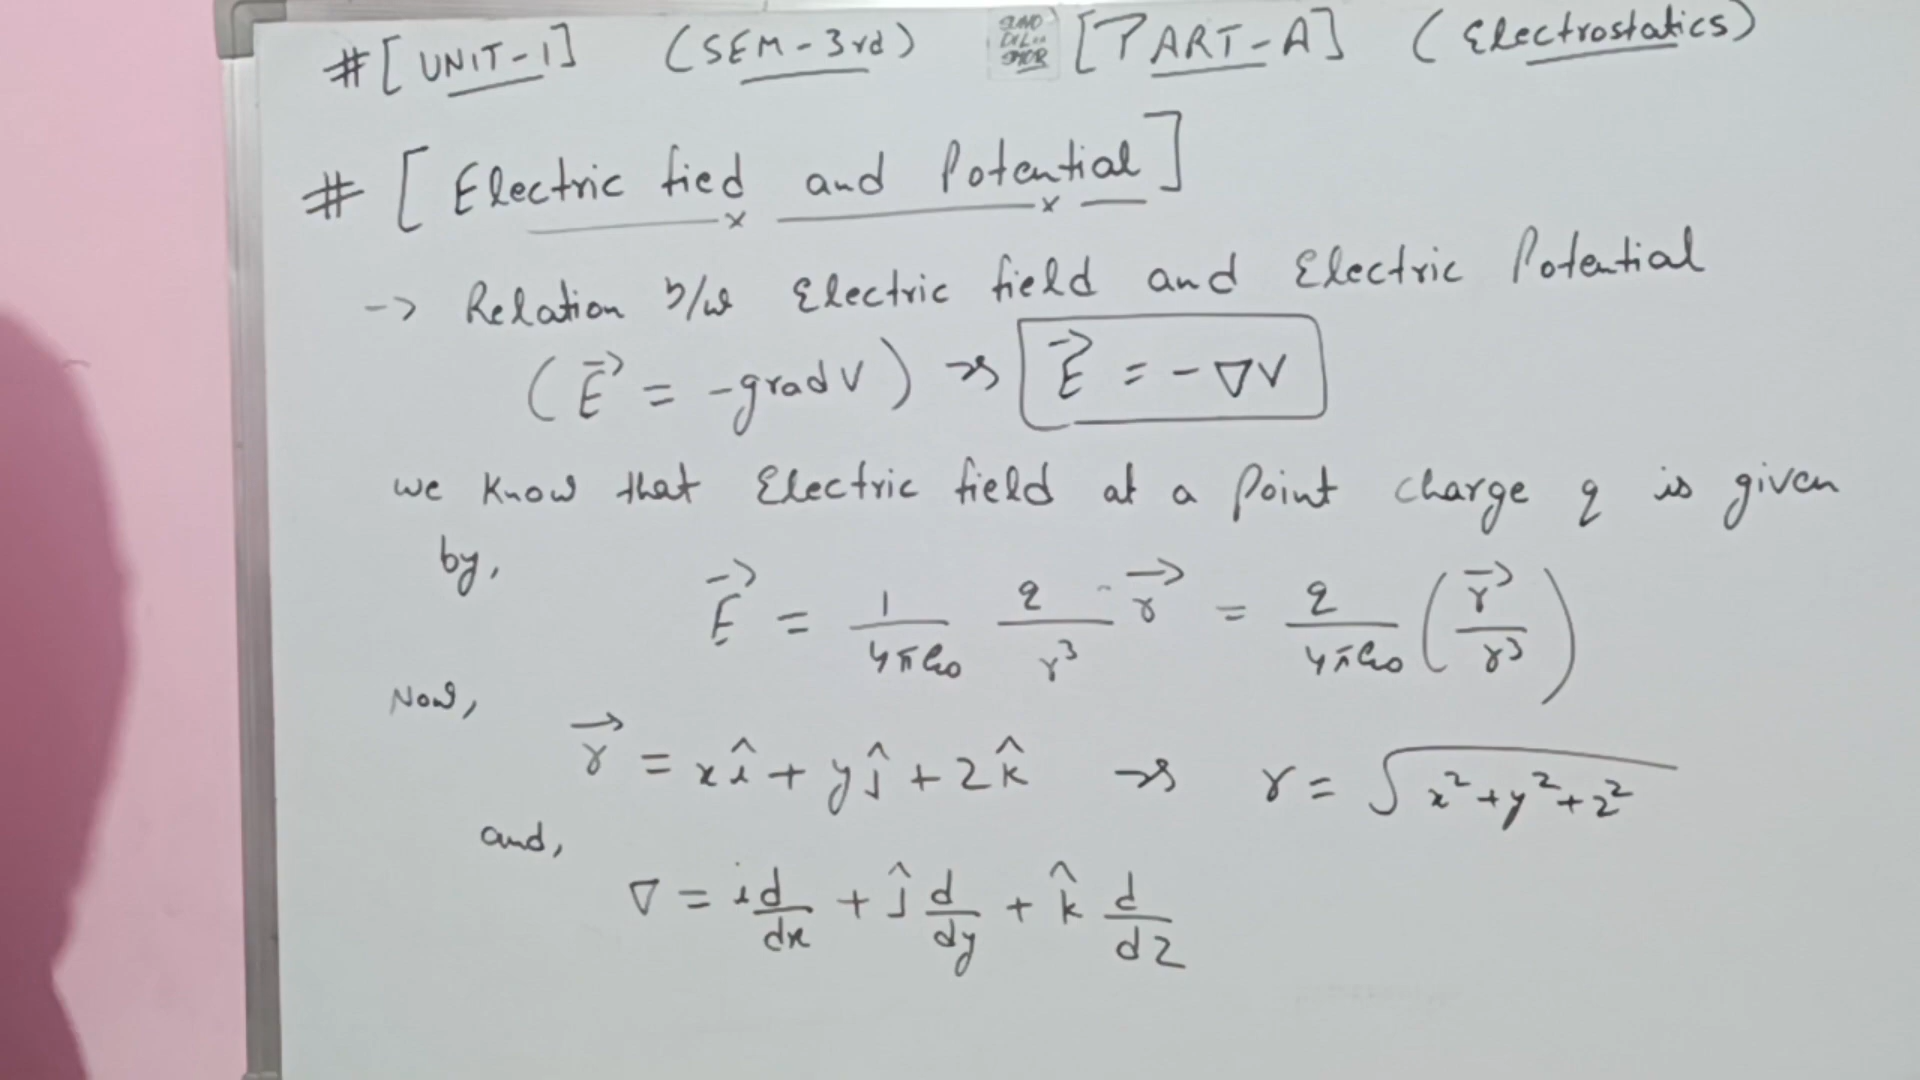 #[UNIT-1] (SEM-3rd) [PART-A] (Electrostatics)
# [Electric fied and Potential]
-> Relation b/w Electric field and Electric Potential
(E⃗ = -grad V) => E⃗ = -∇V
we know that Electric field at a Point charge q is given
by,
E⃗ = 1/4πε₀ q/r³ · r⃗ = q/4πε₀ (r⃗/r³)
Now,
r⃗ = xî + yĵ + zk̂ => r = √x²+y²+z²
and,
∇ = i d/dx + ĵ d/dy + k̂ d/dz